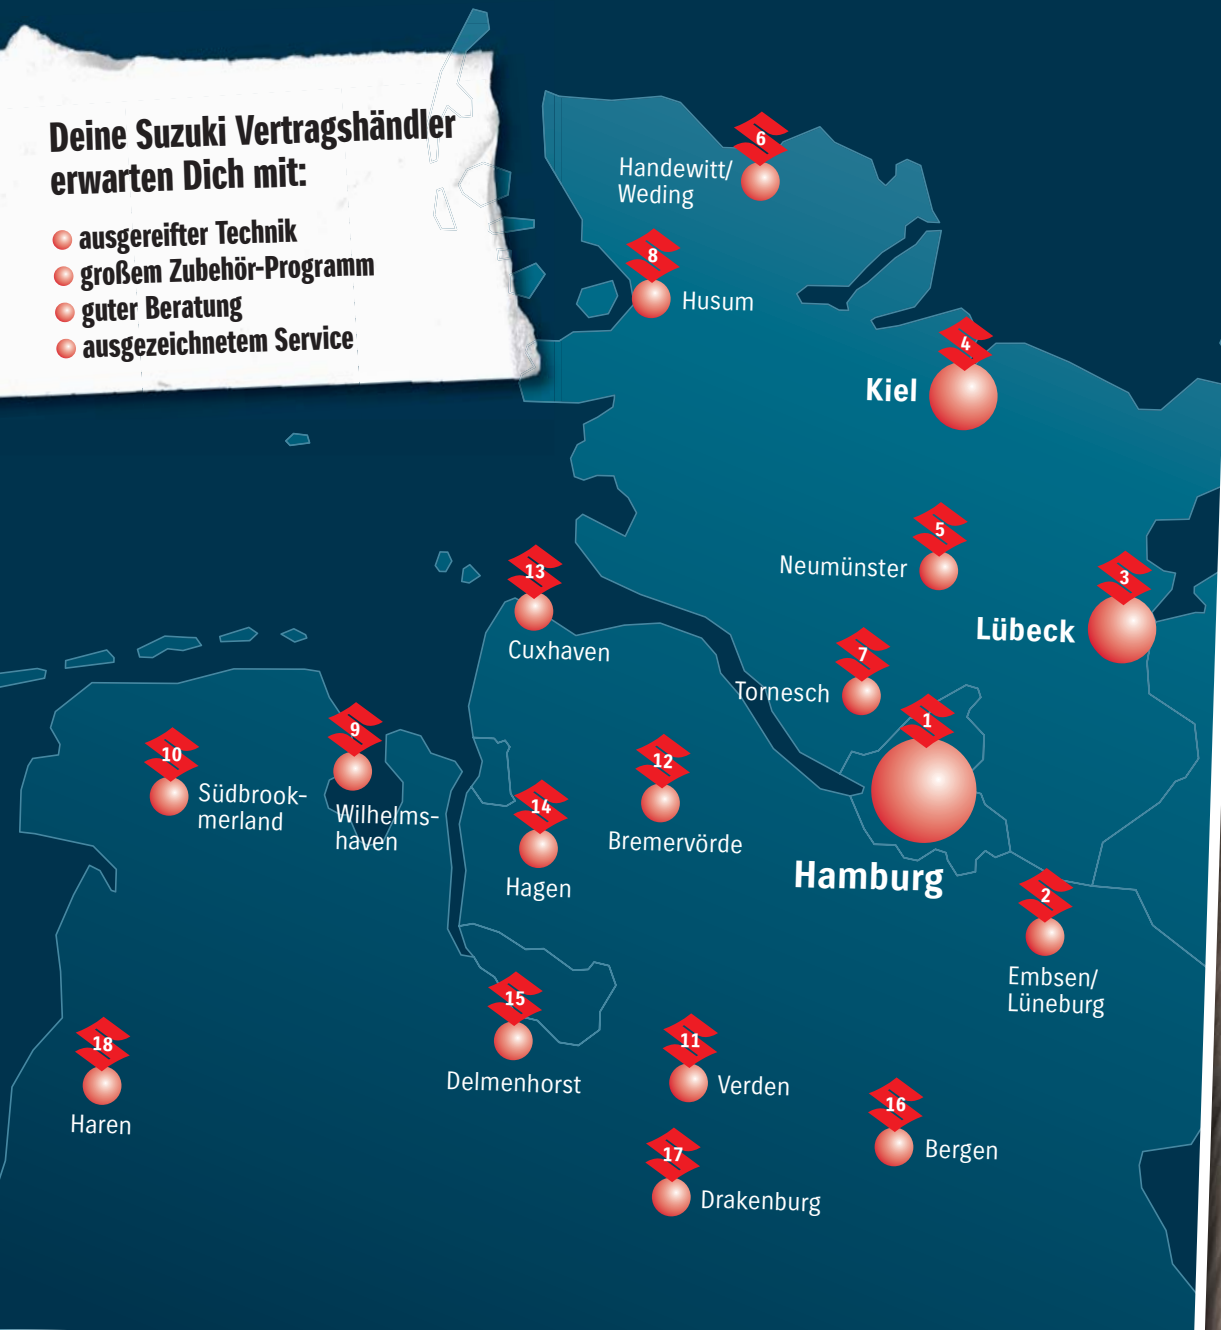 Deine Suzuki Vertragshändler
erwarten Dich mit:
ausgereifter Technik
großem Zubehör-Programm
guter Beratung
ausgezeichnetem Service
6
Handewitt/
Weding
8
Husum
4
Kiel
5
Neumünster
3
Lübeck
13
Cuxhaven
7
Tornesch
1
Hamburg
10
Südbrook-
merland
9
Wilhelms-
haven
12
Bremervörde
14
Hagen
2
Embsen/
Lüneburg
15
Delmenhorst
11
Verden
18
Haren
16
Bergen
17
Drakenburg